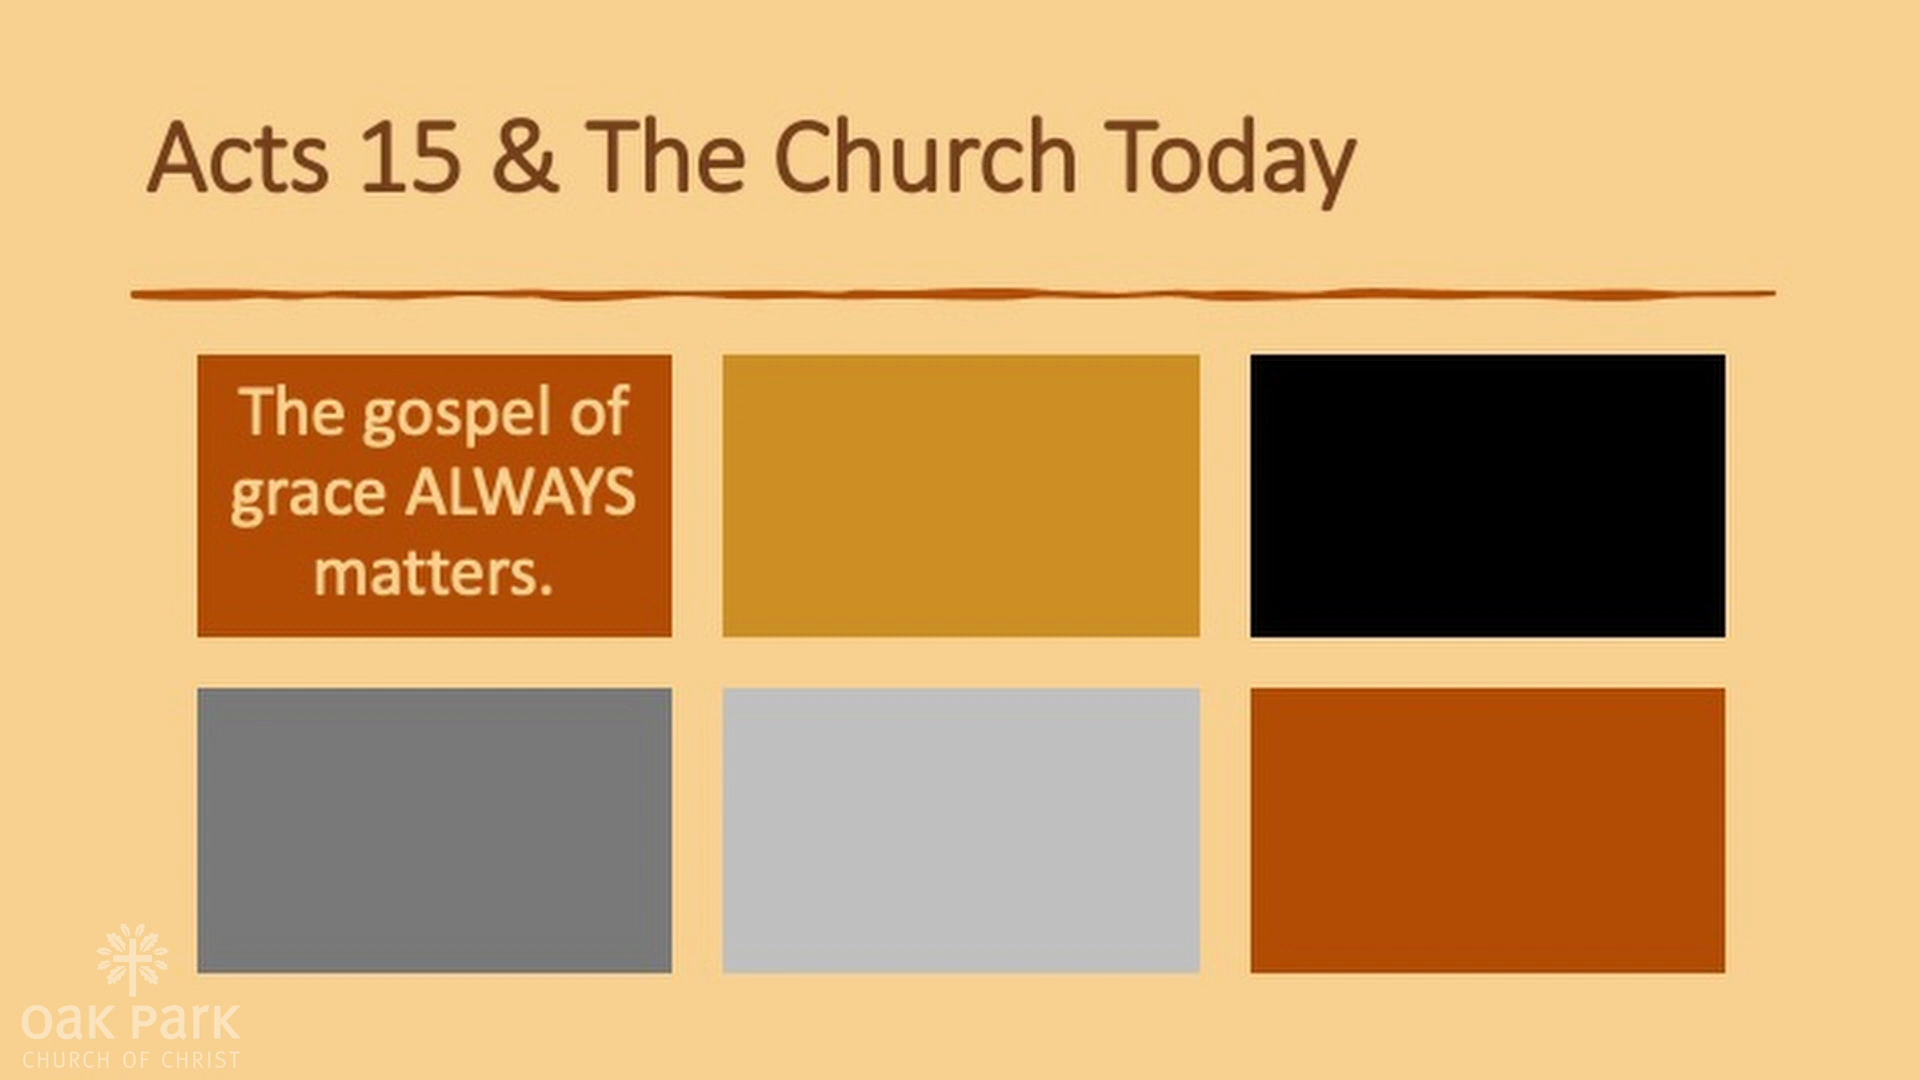 Acts 15 & The Church Today
The gospel of
grace ALWAYS
matters.
oak Park
CHURCH OF CHRIST